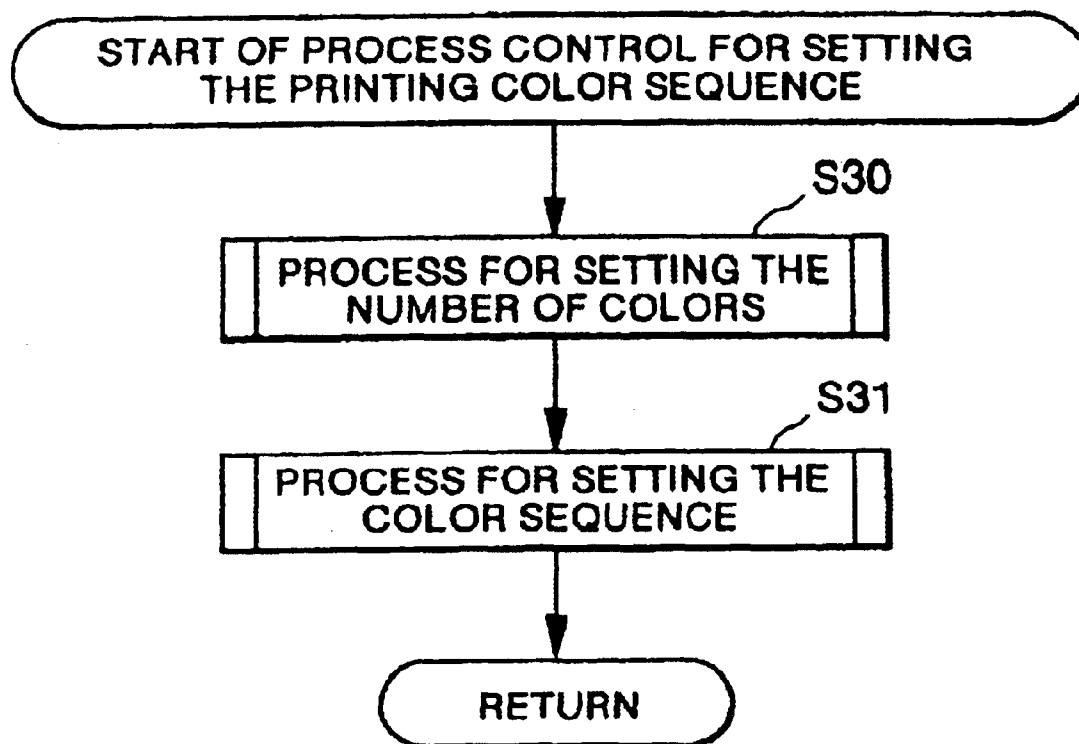 START OF PROCESS CONTROL FOR SETTING
THE PRINTING COLOR SEQUENCE
S30
PROCESS FOR SETTING THE
NUMBER OF COLORS
S31
PROCESS FOR SETTING THE
COLOR SEQUENCE
RETURN